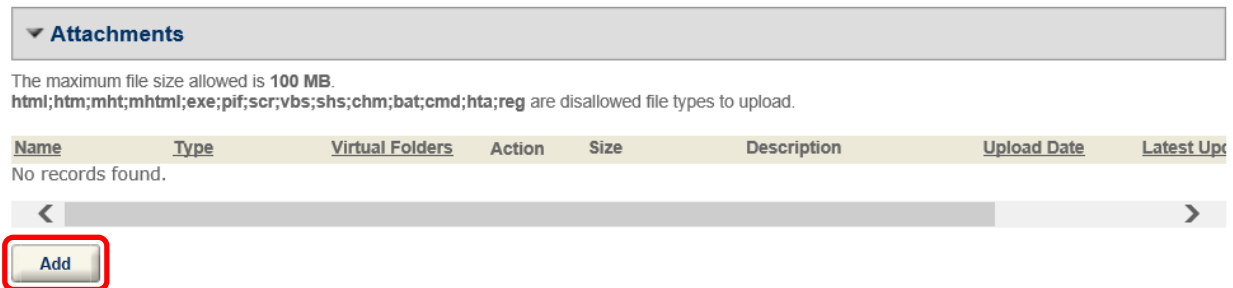 Attachments
The maximum file size allowed is 100 MB.
html;htm;mht;mhtml;exe;pif;scr;vbs;shs;chm;bat;cmd;hta;reg are disallowed file types to upload.
Name Type Virtual Folders Action Size Description Upload Date Latest Upd
No records found.
Add